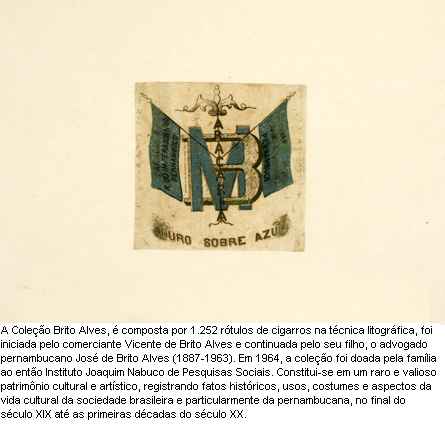 MB
OURO SOBRE AZUL
A Coleção Brito Alves, é composta por 1.252 rótulos de cigarros na técnica litográfica, foi
iniciada pelo comerciante Vicente de Brito Alves e continuada pelo seu filho, o advogado
pernambucano José de Brito Alves (1887-1963). Em 1964, a coleção foi doada pela família
ao então Instituto Joaquim Nabuco de Pesquisas Sociais. Constitui-se em um raro e valioso
patrimônio cultural e artístico, registrando fatos históricos, usos, costumes e aspectos da
vida cultural da sociedade brasileira e particularmente da pernambucana, no final do
século XIX até as primeiras décadas do século XX.